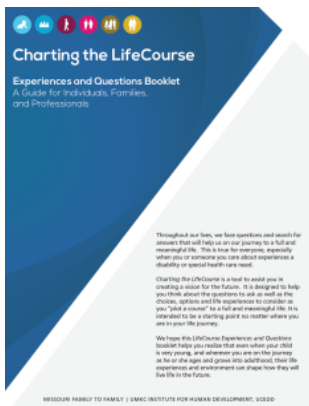 Charting the LifeCourse
Experiences and Questions Booklet
A Guide for Individuals, Families,
and Professionals
Throughout our lives, we face questions and search for
answers that will help us on our journey to a full and
meaningful life. This is true for everyone, especially
when you or someone you care about experiences a
disability or special health care need.
Charting the LifeCourse is a tool to assist you in
creating a vision for the future. It is designed to help
you think about the questions to ask as well as the
choices, options and life experiences to consider as
you "plot a course" to a full and meaningful life. It is
intended to be a starting point no matter where you
are in your life journey.
We hope this LifeCourse Experiences and Questions
booklet helps you realize that even when your child
is very young, and wherever you are on the journey
as he or she ages and grows into adulthood, their life
experiences and environment can shape how they will
live life in the future.
MISSOURI FAMILY TO FAMILY | UMKC INSTITUTE FOR HUMAN DEVELOPMENT, UCEDD